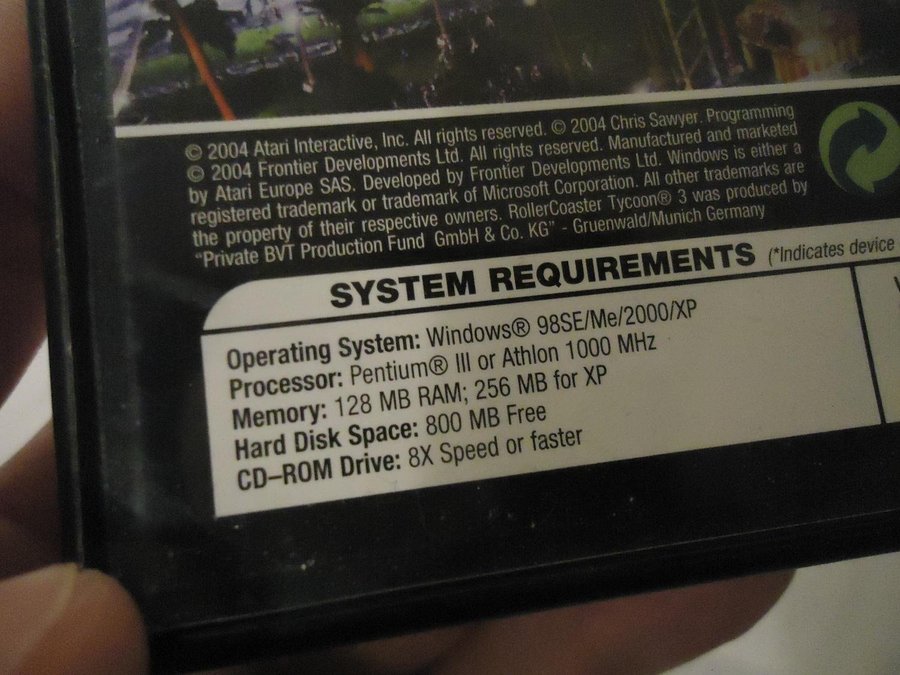 © 2004 Atari Interactive, Inc. All rights reserved. © 2004 Chris Sawyer. Programming
© 2004 Frontier Developments Ltd. All rights reserved. Manufactured and marketed
by Atari Europe SAS. Developed by Frontier Developments Ltd. Windows is either a
registered trademark or trademark of Microsoft Corporation. All other trademarks are
the property of their respective owners. RollerCoaster Tycoon® 3 was produced by
"Private BVT Production Fund GmbH & Co. KG" - Gruenwald/Munich Germany
SYSTEM REQUIREMENTS (*Indicates device
Operating System: Windows® 98SE/Me/2000/XP
Processor: Pentium® III or Athlon 1000 MHz
Memory: 128 MB RAM; 256 MB for XP
Hard Disk Space: 800 MB Free
CD–ROM Drive: 8X Speed or faster